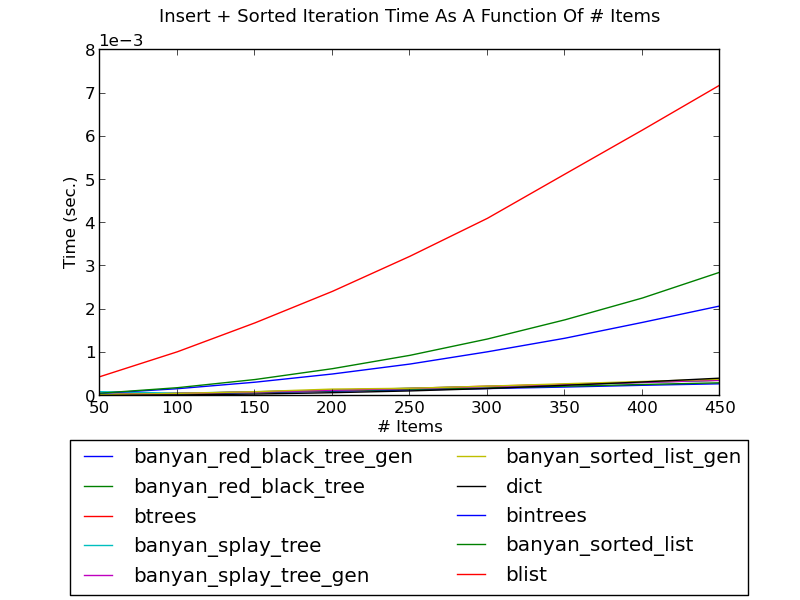 Insert + Sorted Iteration Time As A Function Of # Items
1e−3
8
7
6
5
4
3
2
1
0
Time (sec.)
50 100 150 200 250 300 350 400 450
# Items
banyan_red_black_tree_gen
banyan_red_black_tree
btrees
banyan_splay_tree
banyan_splay_tree_gen
banyan_sorted_list_gen
dict
bintrees
banyan_sorted_list
blist